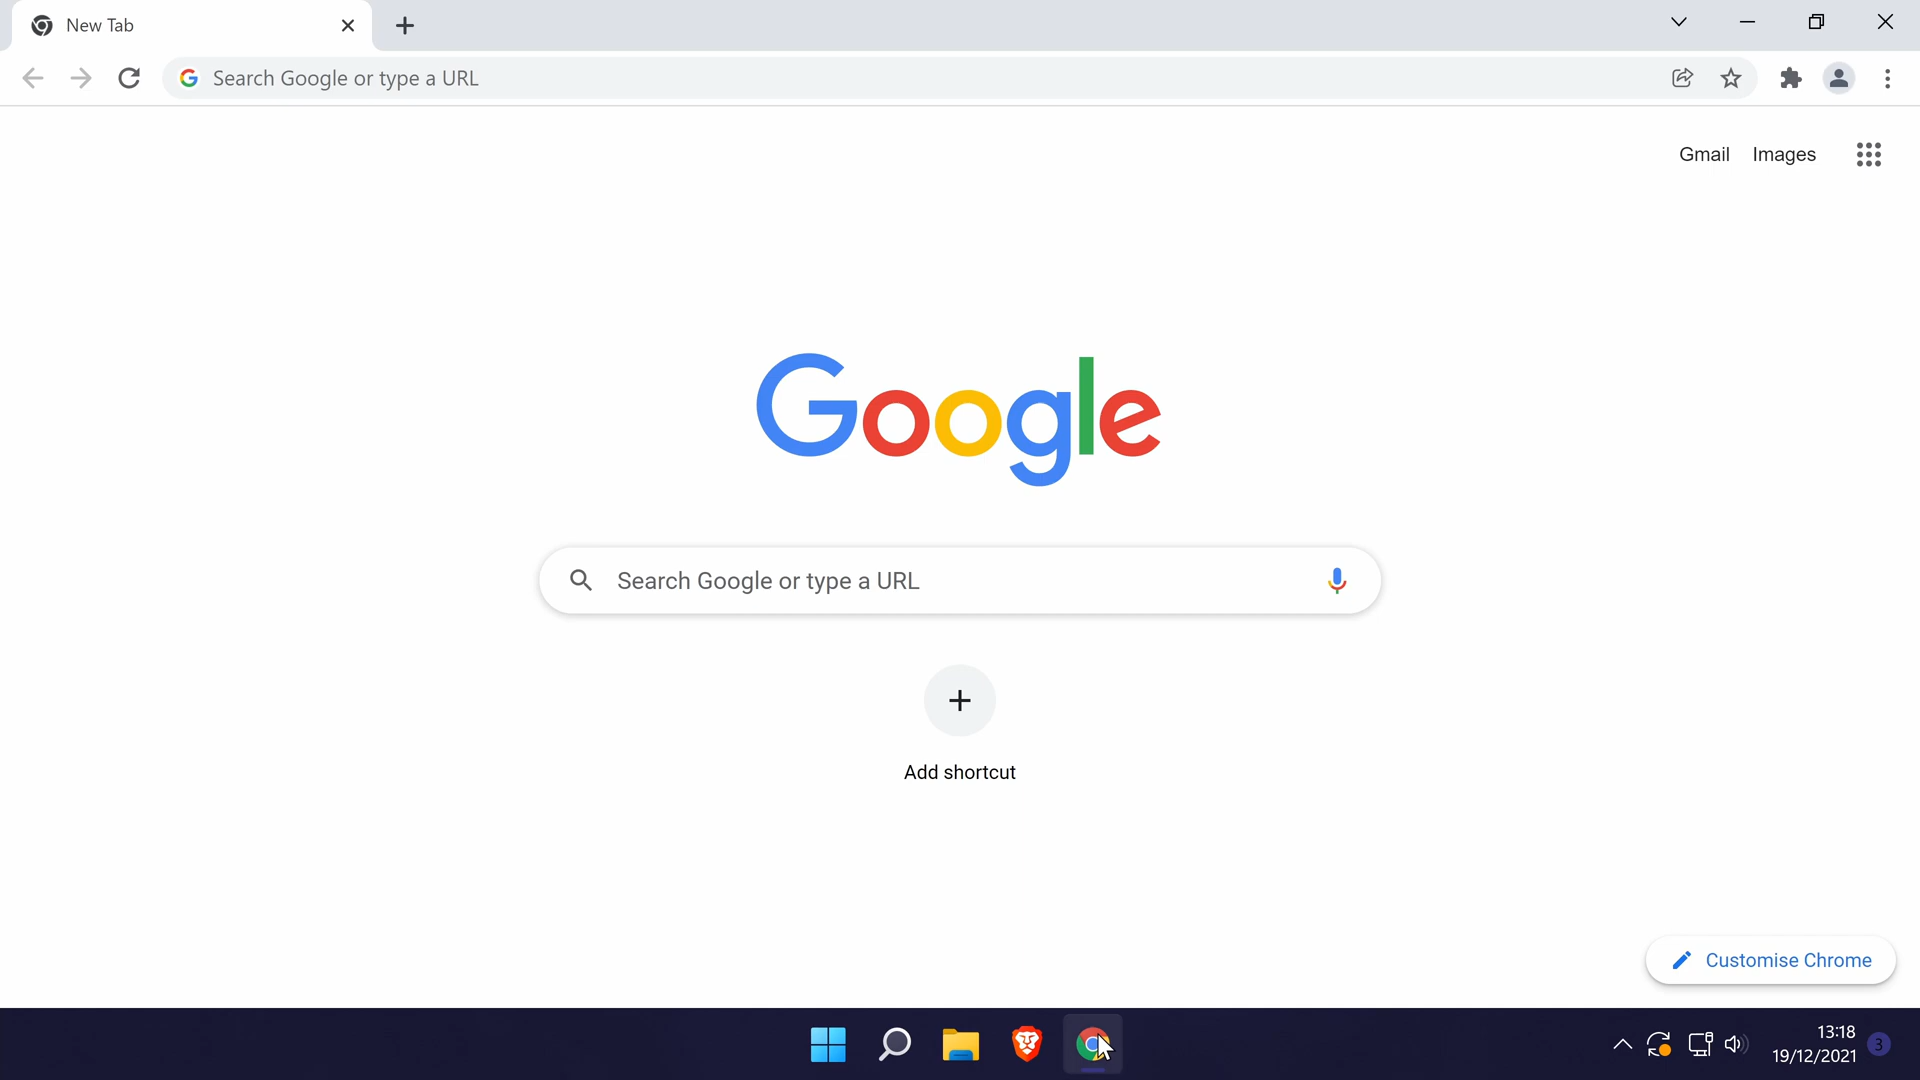 New Tab
Search Google or type a URL
Gmail Images
Google
Search Google or type a URL
Add shortcut
Customise Chrome
13:18
19/12/2021
3